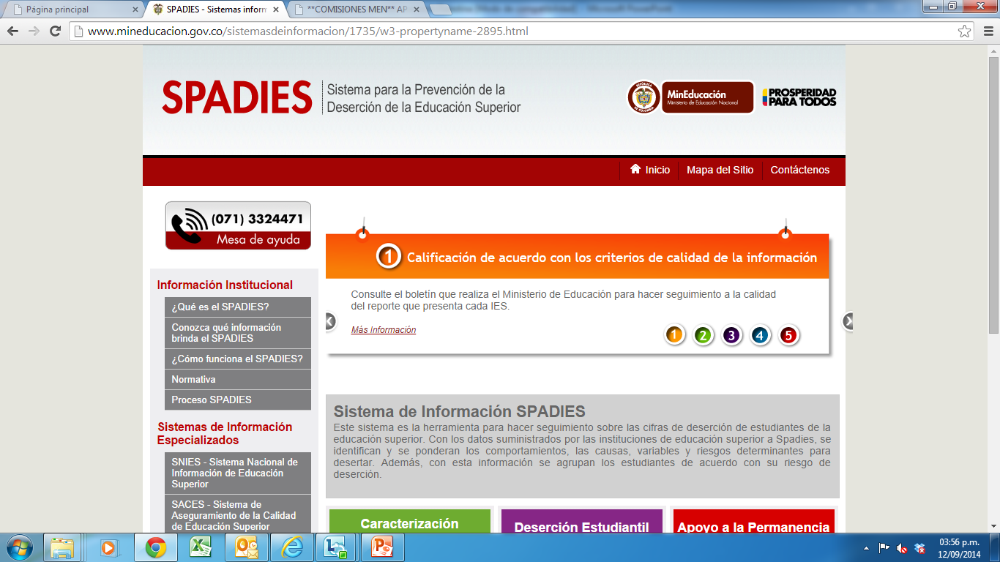 Página principal
SPADIES - Sistemas inform
**COMISIONES MEN** AP
www.mineducacion.gov.co/sistemasdeinformacion/1735/w3-propertyname-2895.html
SPADIES
Sistema para la Prevención de la
Deserción de la Educación Superior
REPÚBLICA
DE COLOMBIA
MinEducación
Ministerio de Educación Nacional
PROSPERIDAD
PARA TODOS
Inicio
Mapa del Sitio
Contáctenos
(071) 3324471
Mesa de ayuda
Información Institucional
¿Qué es el SPADIES?
Conozca qué información
brinda el SPADIES
¿Cómo funciona el SPADIES?
Normativa
Proceso SPADIES
Sistemas de Información
Especializados
SNIES - Sistema Nacional de
Información de Educación
Superior
SACES - Sistema de
Aseguramiento de la Calidad
de Educación Superior
1 Calificación de acuerdo con los criterios de calidad de la información
Consulte el boletín que realiza el Ministerio de Educación para hacer seguimiento a la calidad
del reporte que presenta cada IES.
Más Información
1 2 3 4 5
Sistema de Información SPADIES
Este sistema es la herramienta para hacer seguimiento sobre las cifras de deserción de estudiantes de la
educación superior. Con los datos suministrados por las instituciones de educación superior a Spadies, se
identifican y se ponderan los comportamientos, las causas, variables y riesgos determinantes para
desertar. Además, con esta información se agrupan los estudiantes de acuerdo con su riesgo de
deserción.
Caracterización
Deserción Estudiantil
Apoyo a la Permanencia
03:56 p.m.
12/09/2014